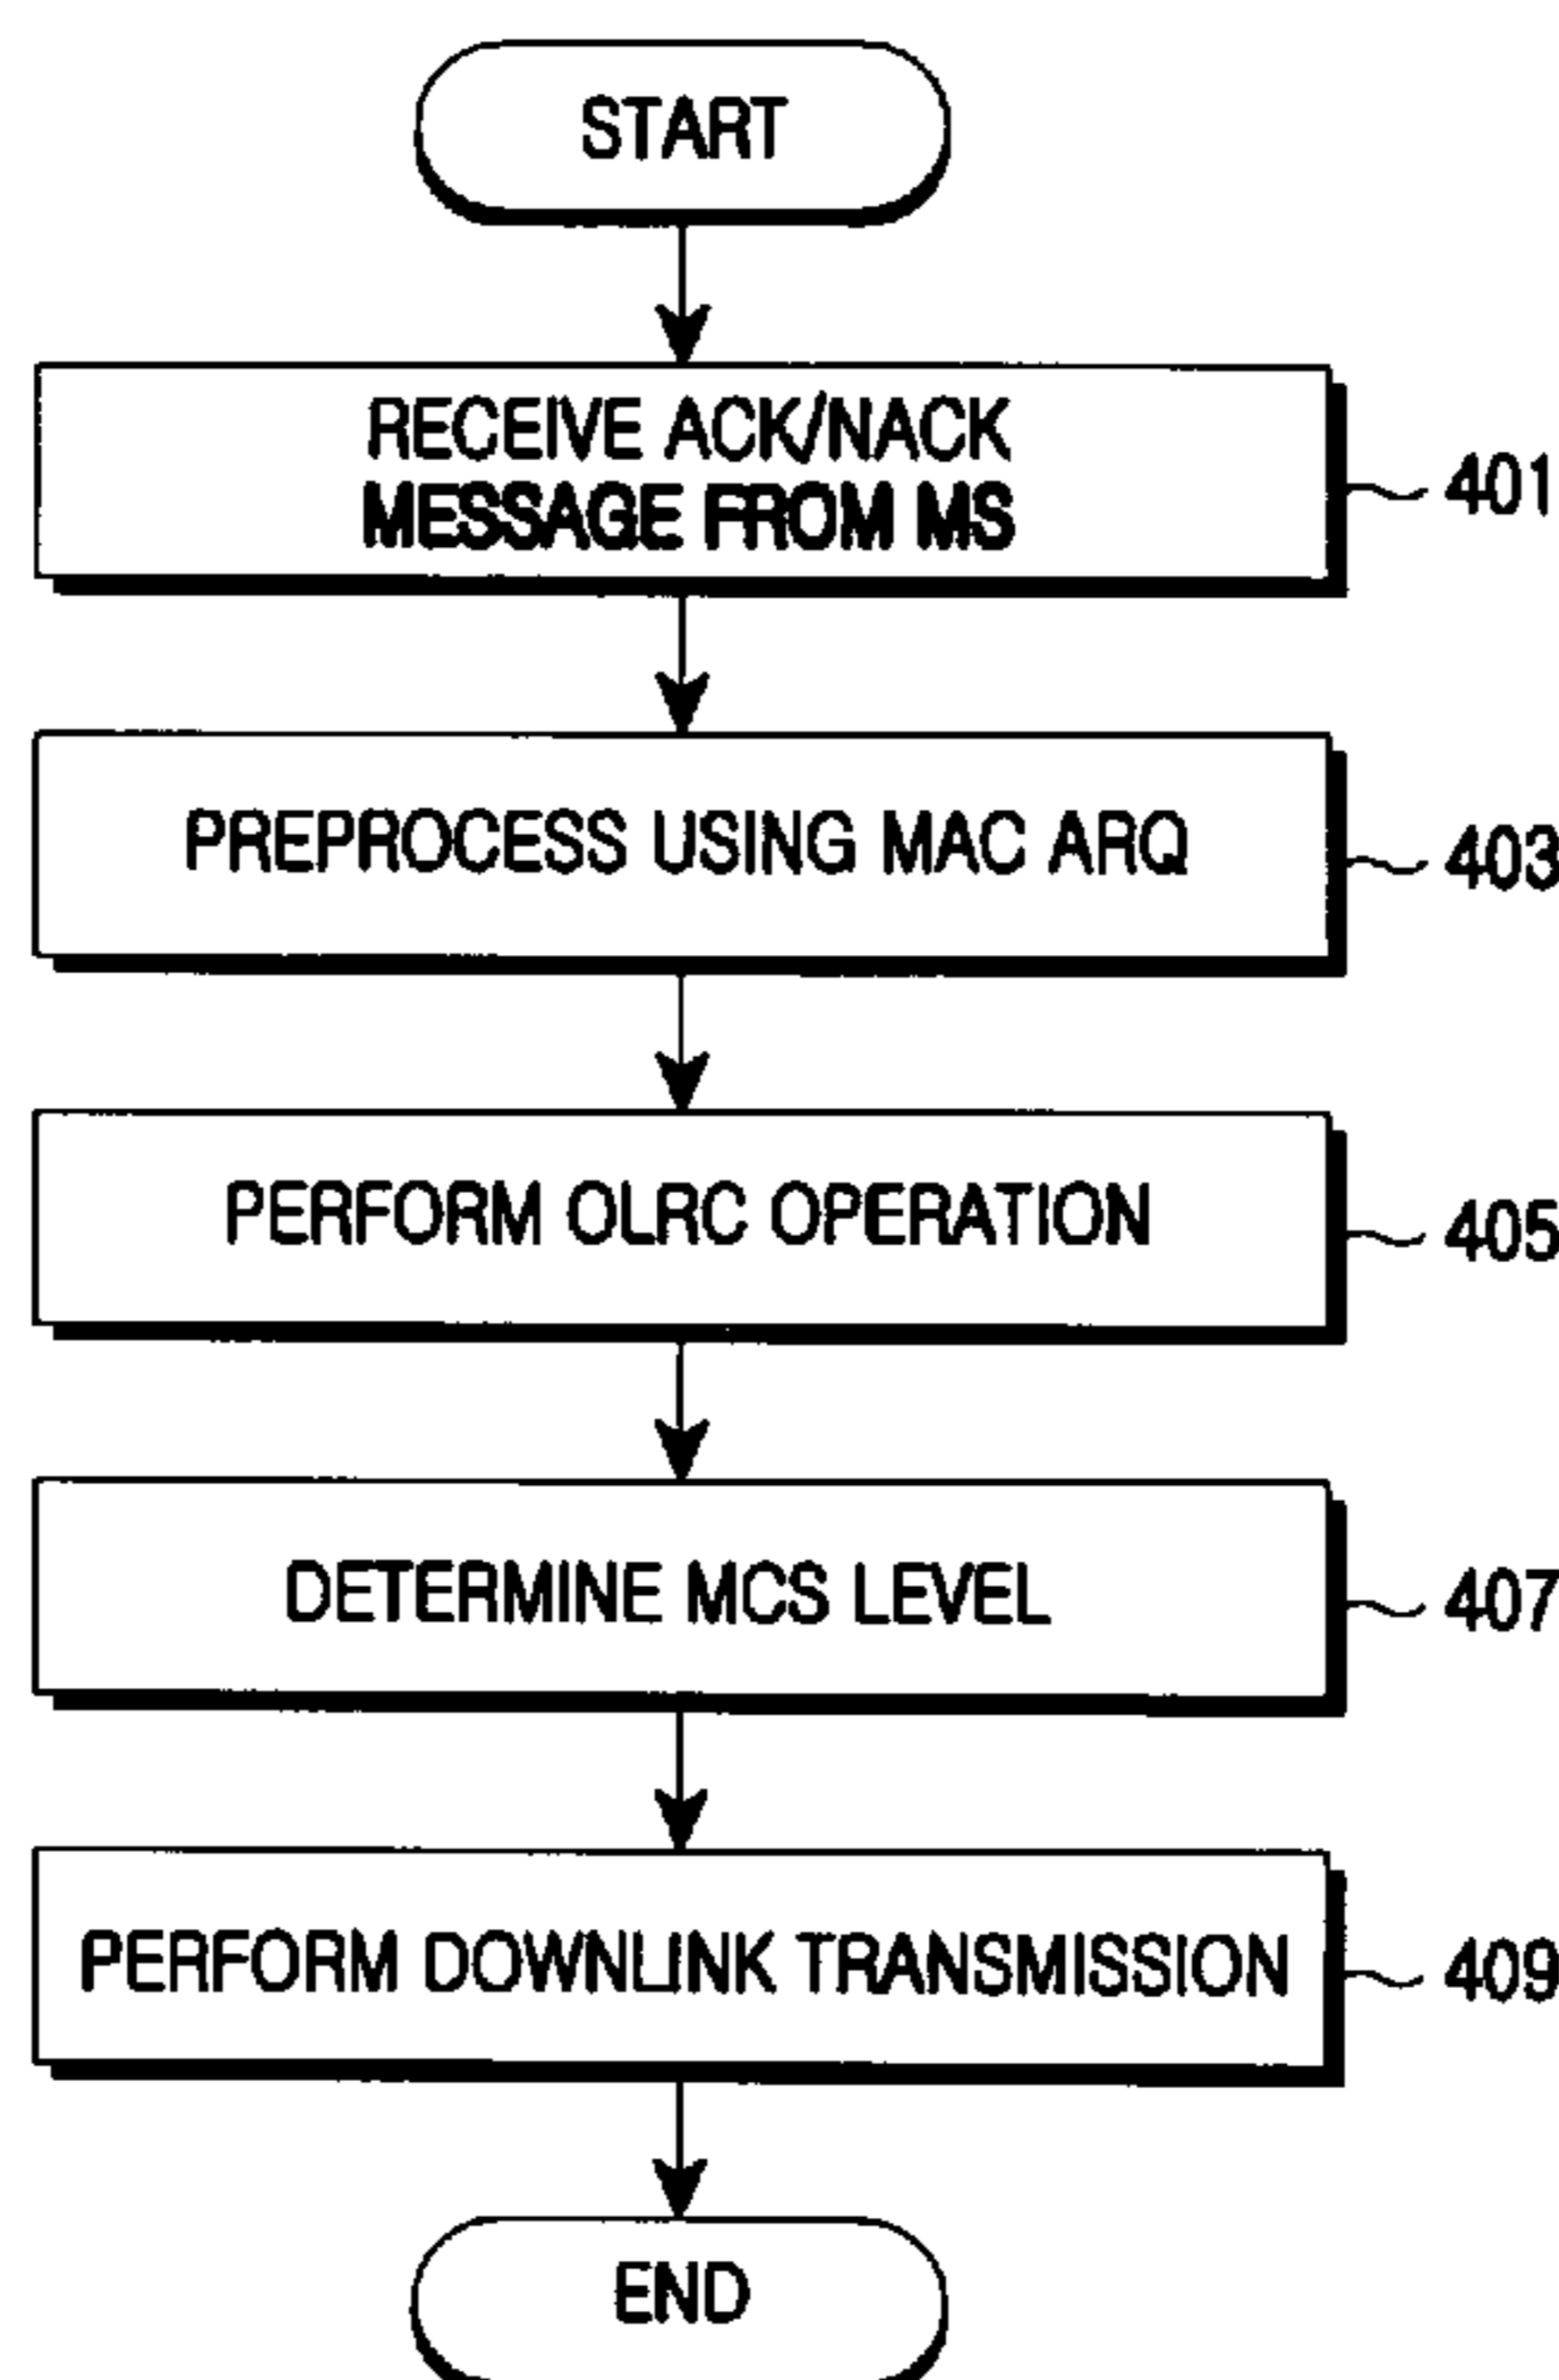 START
RECEIVE ACK/NACK
MESSAGE FROM MS
401
PREPROCESS USING MAC ARQ
403
PERFORM OLRC OPERATION
405
DETERMINE MCS LEVEL
407
PERFORM DOWNLINK TRANSMISSION
409
END